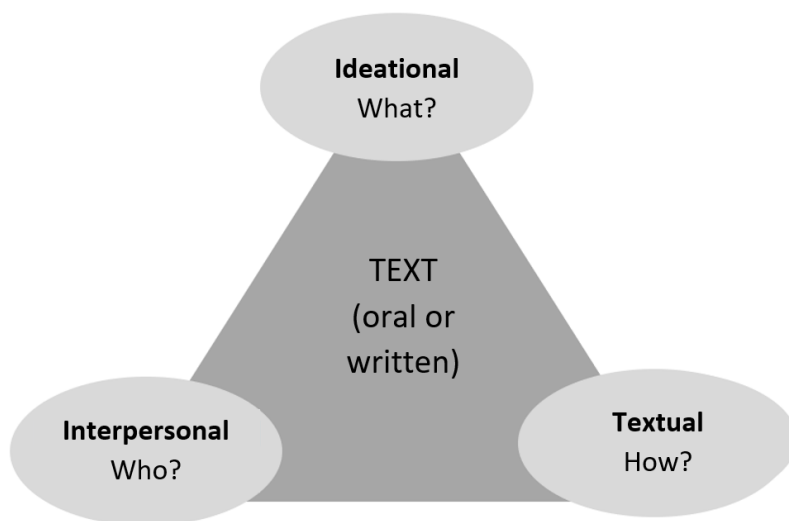 Ideational
What?
TEXT
(oral or
written)
Interpersonal
Who?
Textual
How?